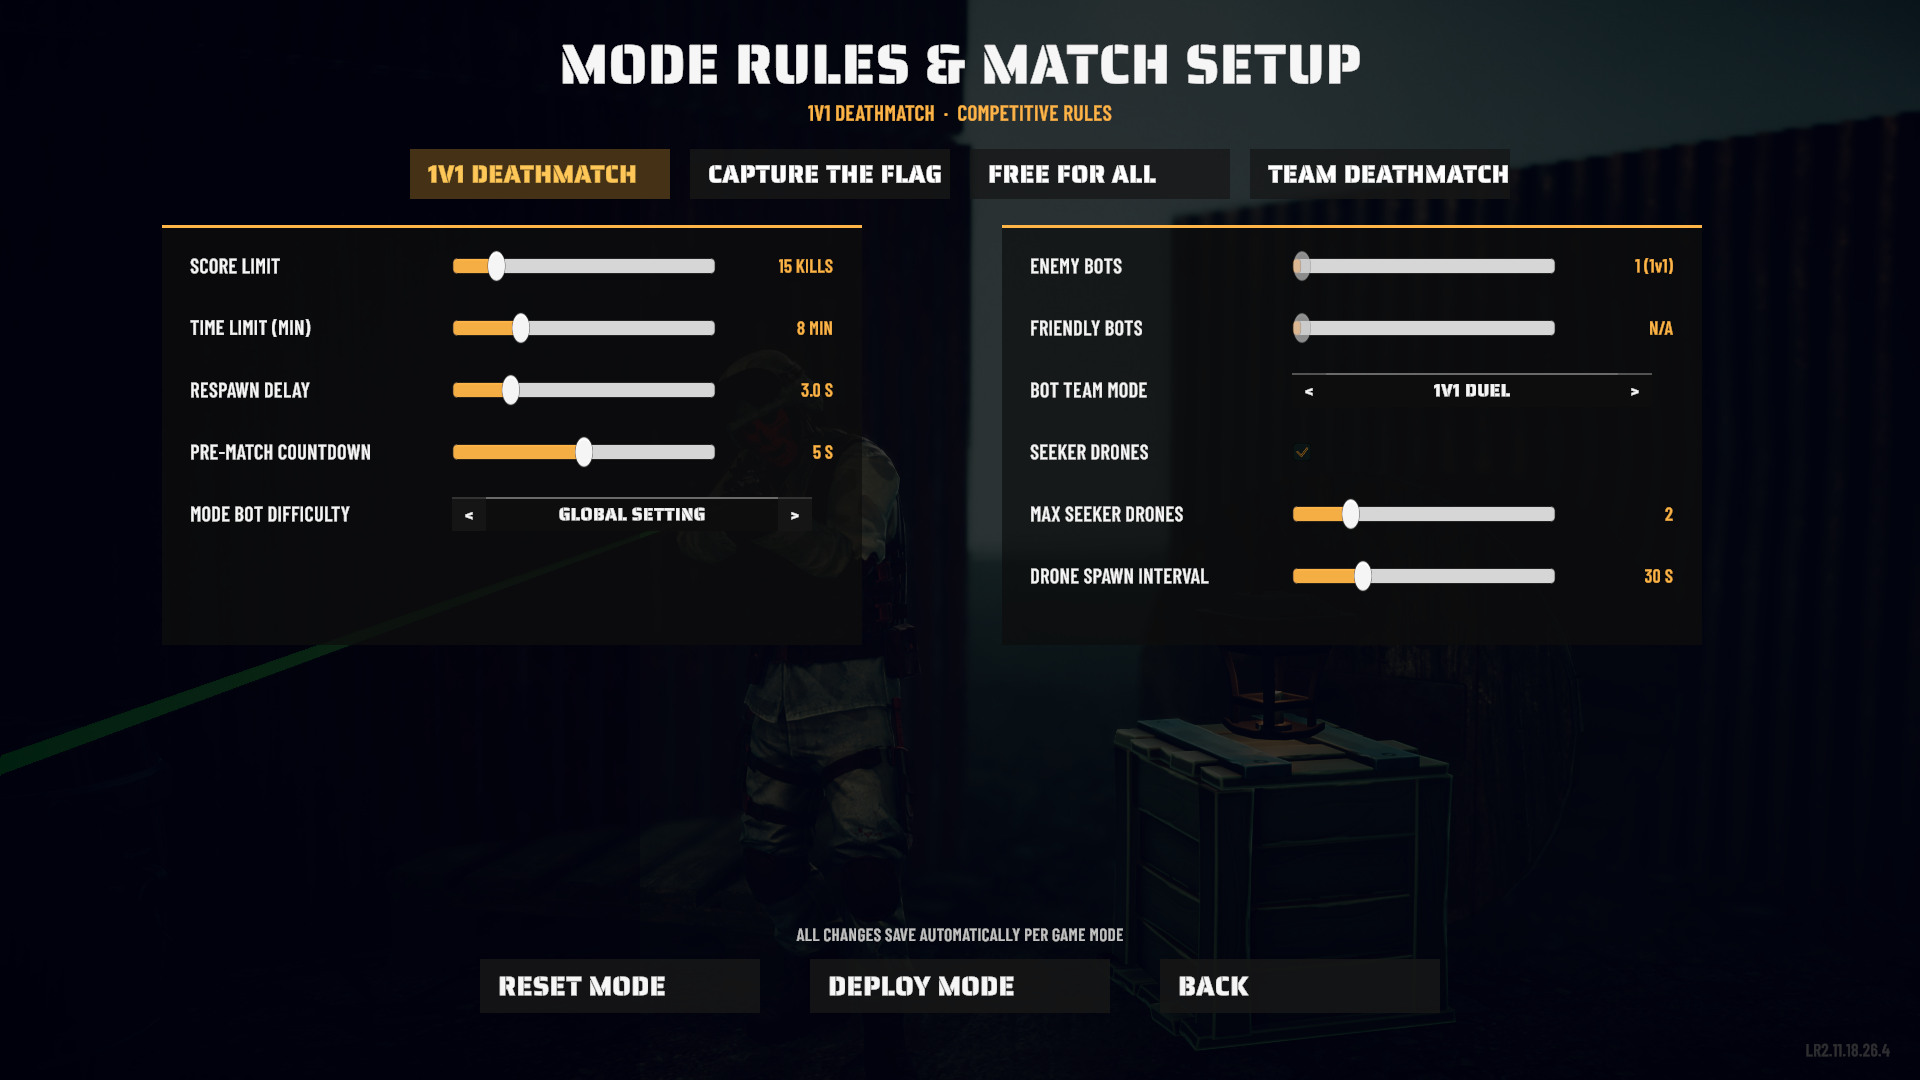 MODE RULES & MATCH SETUP
1V1 DEATHMATCH · COMPETITIVE RULES
1V1 DEATHMATCH
CAPTURE THE FLAG
FREE FOR ALL
TEAM DEATHMATCH
SCORE LIMIT
15 KILLS
TIME LIMIT (MIN)
8 MIN
RESPAWN DELAY
3.0 S
PRE-MATCH COUNTDOWN
5 S
MODE BOT DIFFICULTY
< GLOBAL SETTING >
ENEMY BOTS
1 (1v1)
FRIENDLY BOTS
N/A
BOT TEAM MODE
< 1V1 DUEL >
SEEKER DRONES
MAX SEEKER DRONES
2
DRONE SPAWN INTERVAL
30 S
ALL CHANGES SAVE AUTOMATICALLY PER GAME MODE
RESET MODE
DEPLOY MODE
BACK
LR2.11.18.26.4